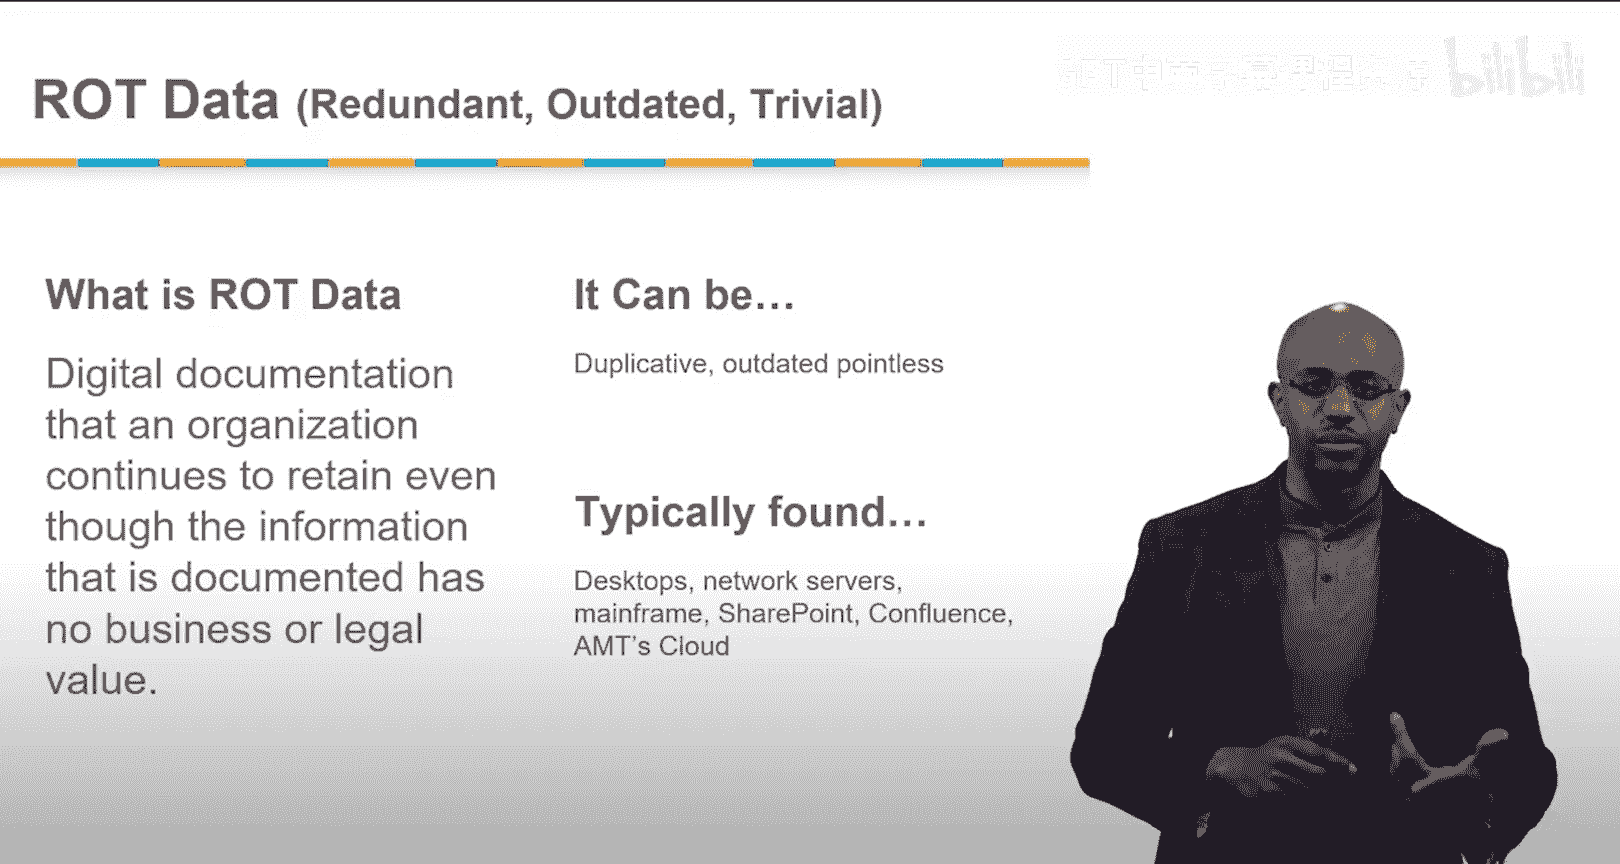 ROT Data (Redundant, Outdated, Trivial)
bilibili
What is ROT Data
Digital documentation
that an organization
continues to retain even
though the information
that is documented has
no business or legal
value.
It Can be…
Duplicative, outdated pointless
Typically found…
Desktops, network servers,
mainframe, SharePoint, Confluence,
AMT’s Cloud